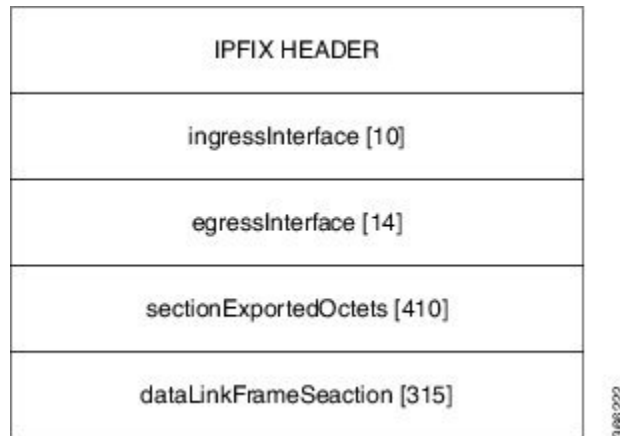 IPFIX HEADER
ingressInterface [10]
egressInterface [14]
sectionExportedOctets [410]
dataLinkFrameSeaction [315]